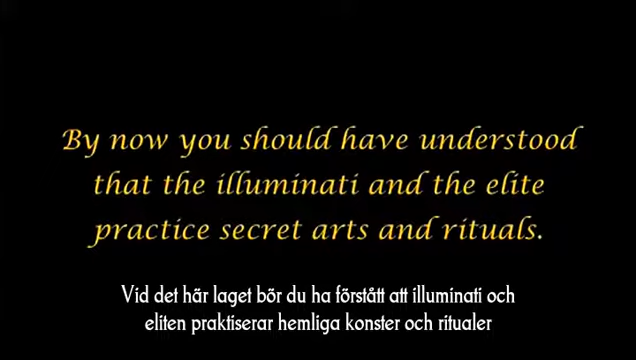 By now you should have understood
that the illuminati and the elite
practice secret arts and rituals.
Vid det här laget bör du ha förstått att illuminati och
eliten praktiserar hemliga konster och ritualer